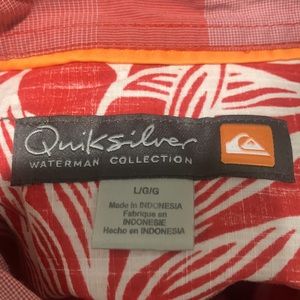 Quiksilver
WATERMAN COLLECTION
L/G/G
Made in INDONESIA
Fabriqué en
INDONESIE
Hecho en INDONESIA